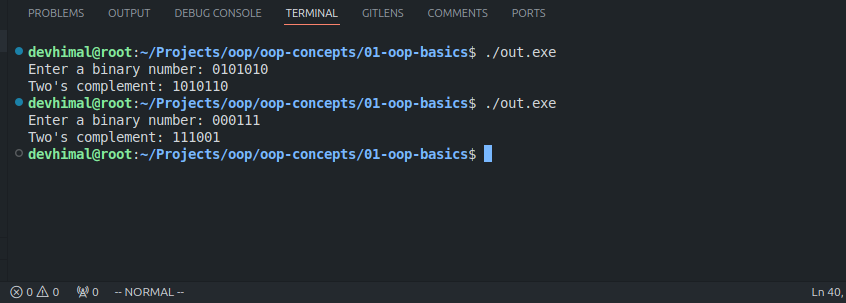 PROBLEMS OUTPUT DEBUG CONSOLE TERMINAL GITLENS COMMENTS PORTS
devhimal@root:~/Projects/oop/oop-concepts/01-oop-basics$ ./out.exe
Enter a binary number: 0101010
Two's complement: 1010110
devhimal@root:~/Projects/oop/oop-concepts/01-oop-basics$ ./out.exe
Enter a binary number: 000111
Two's complement: 111001
devhimal@root:~/Projects/oop/oop-concepts/01-oop-basics$
0 0 0 -- NORMAL -- Ln 40,